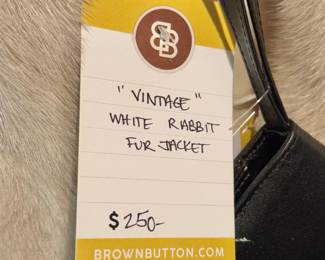 "VINTAGE"
WHITE RABBIT
FUR JACKET
$250-
BROWNBUTTON.COM